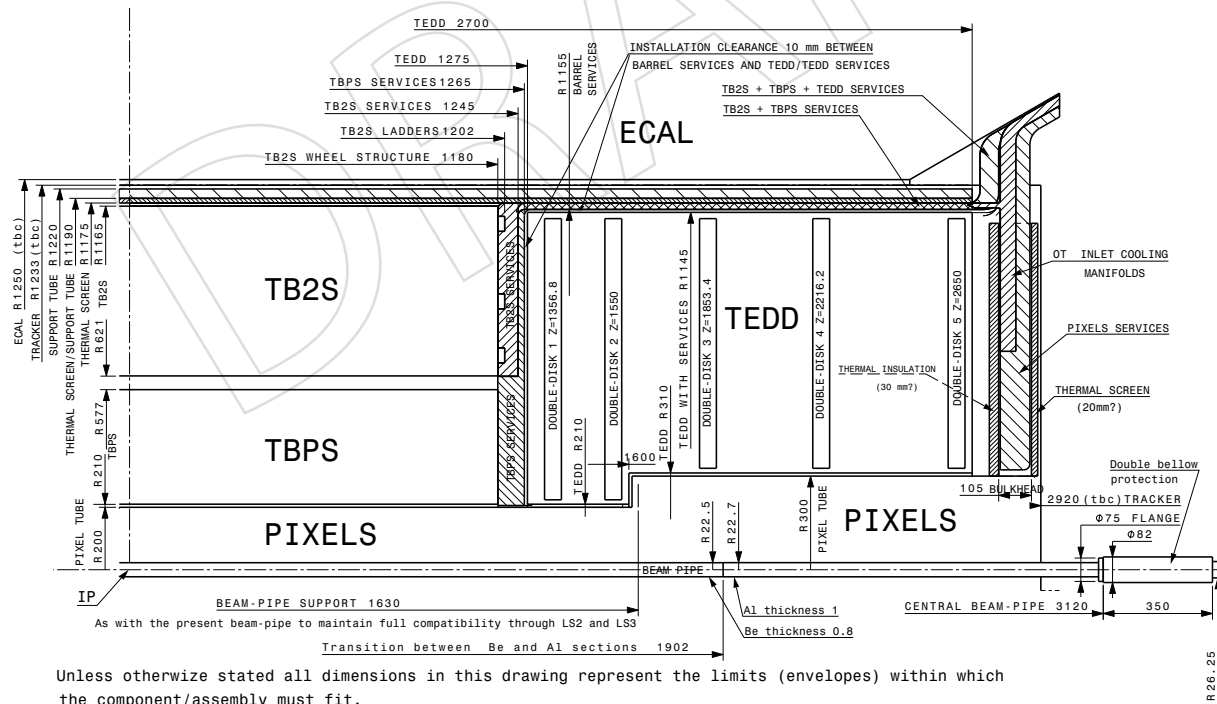 DRA
TEDD 2700
TEDD 1275
TBPS SERVICES 1265
TB2S SERVICES 1245
TB2S LADDERS 1202
TB2S WHEEL STRUCTURE 1180
R1155
BARREL
SERVICES
INSTALLATION CLEARANCE 10 mm BETWEEN
BARREL SERVICES AND TEDD/TEDD SERVICES
TB2S + TBPS + TEDD SERVICES
TB2S + TBPS SERVICES
ECAL
ECAL R1250 (tbc)
TRACKER R1233 (tbc)
SUPPORT TUBE R1220
THERMAL SCREEN/SUPPORT TUBE R1190
THERMAL SCREEN R1175
R621 TB2S R1165
TB2S
TB2S SERVICES
DOUBLE-DISK 1 Z=1356.8
DOUBLE-DISK 2 Z=1550
TEDD WITH SERVICES R1145
DOUBLE-DISK 3 Z=1853.4
TEDD
DOUBLE-DISK 4 Z=2216.2
DOUBLE-DISK 5 Z=2650
OT INLET COOLING
MANIFOLDS
PIXELS SERVICES
THERMAL INSULATION
(30 mm?)
THERMAL SCREEN
(20mm?)
R210 R577
TBPS
TBPS
TBPS SERVICES
TEDD R210
1600
TEDD R310
105 BULKHEAD
Double bellow
protection
2920 (tbc) TRACKER
Φ75 FLANGE
Φ82
PIXEL TUBE
R200
PIXELS
R22.5
R22.7
R300
PIXEL TUBE
PIXELS
BEAM PIPE
IP
BEAM-PIPE SUPPORT 1630
Al thickness 1
CENTRAL BEAM-PIPE 3120
350
As with the present beam-pipe to maintain full compatibility through LS2 and LS3
Be thickness 0.8
Transition between Be and Al sections 1902
R26.25
Unless otherwize stated all dimensions in this drawing represent the limits (envelopes) within which
the component/assembly must fit.